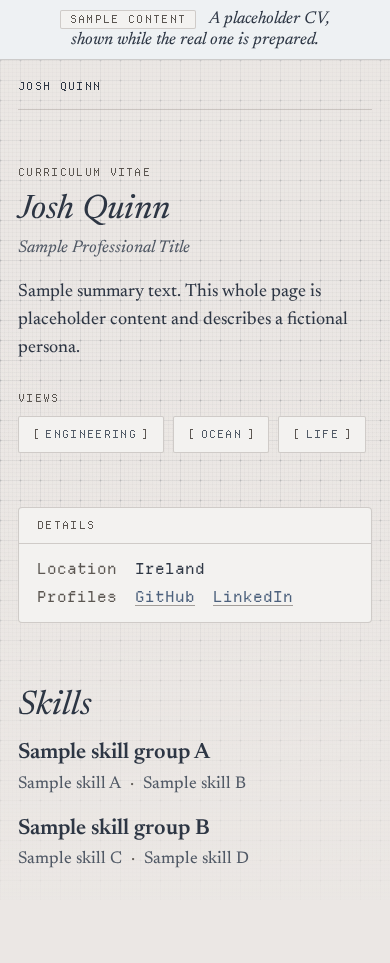 SAMPLE CONTENT A placeholder CV,
shown while the real one is prepared.
JOSH QUINN
CURRICULUM VITAE
Josh Quinn
Sample Professional Title
Sample summary text. This whole page is
placeholder content and describes a fictional
persona.
VIEWS
[ ENGINEERING ] [ OCEAN ] [ LIFE ]
DETAILS
Location Ireland
Profiles GitHub LinkedIn
Skills
Sample skill group A
Sample skill A · Sample skill B
Sample skill group B
Sample skill C · Sample skill D